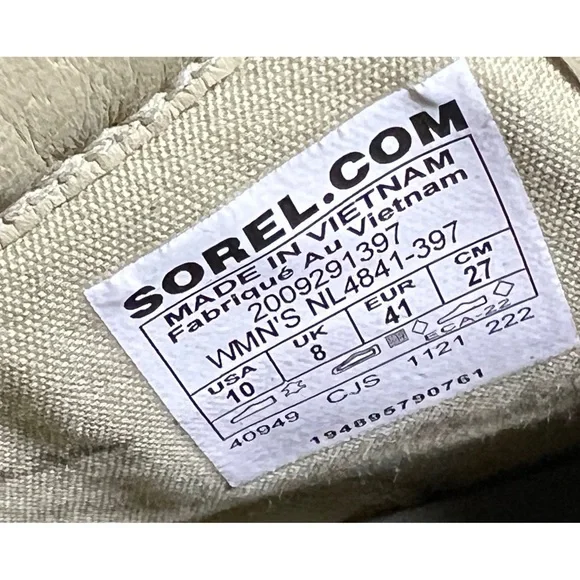 SOREL.COM
MADE IN VIETNAM
Fabriqué Au Vietnam
2009291397
WMN'S NL4841-397
USA UK EUR CM
10 8 41 27
ECA-22
40949 CJS 1121 222
194895790761